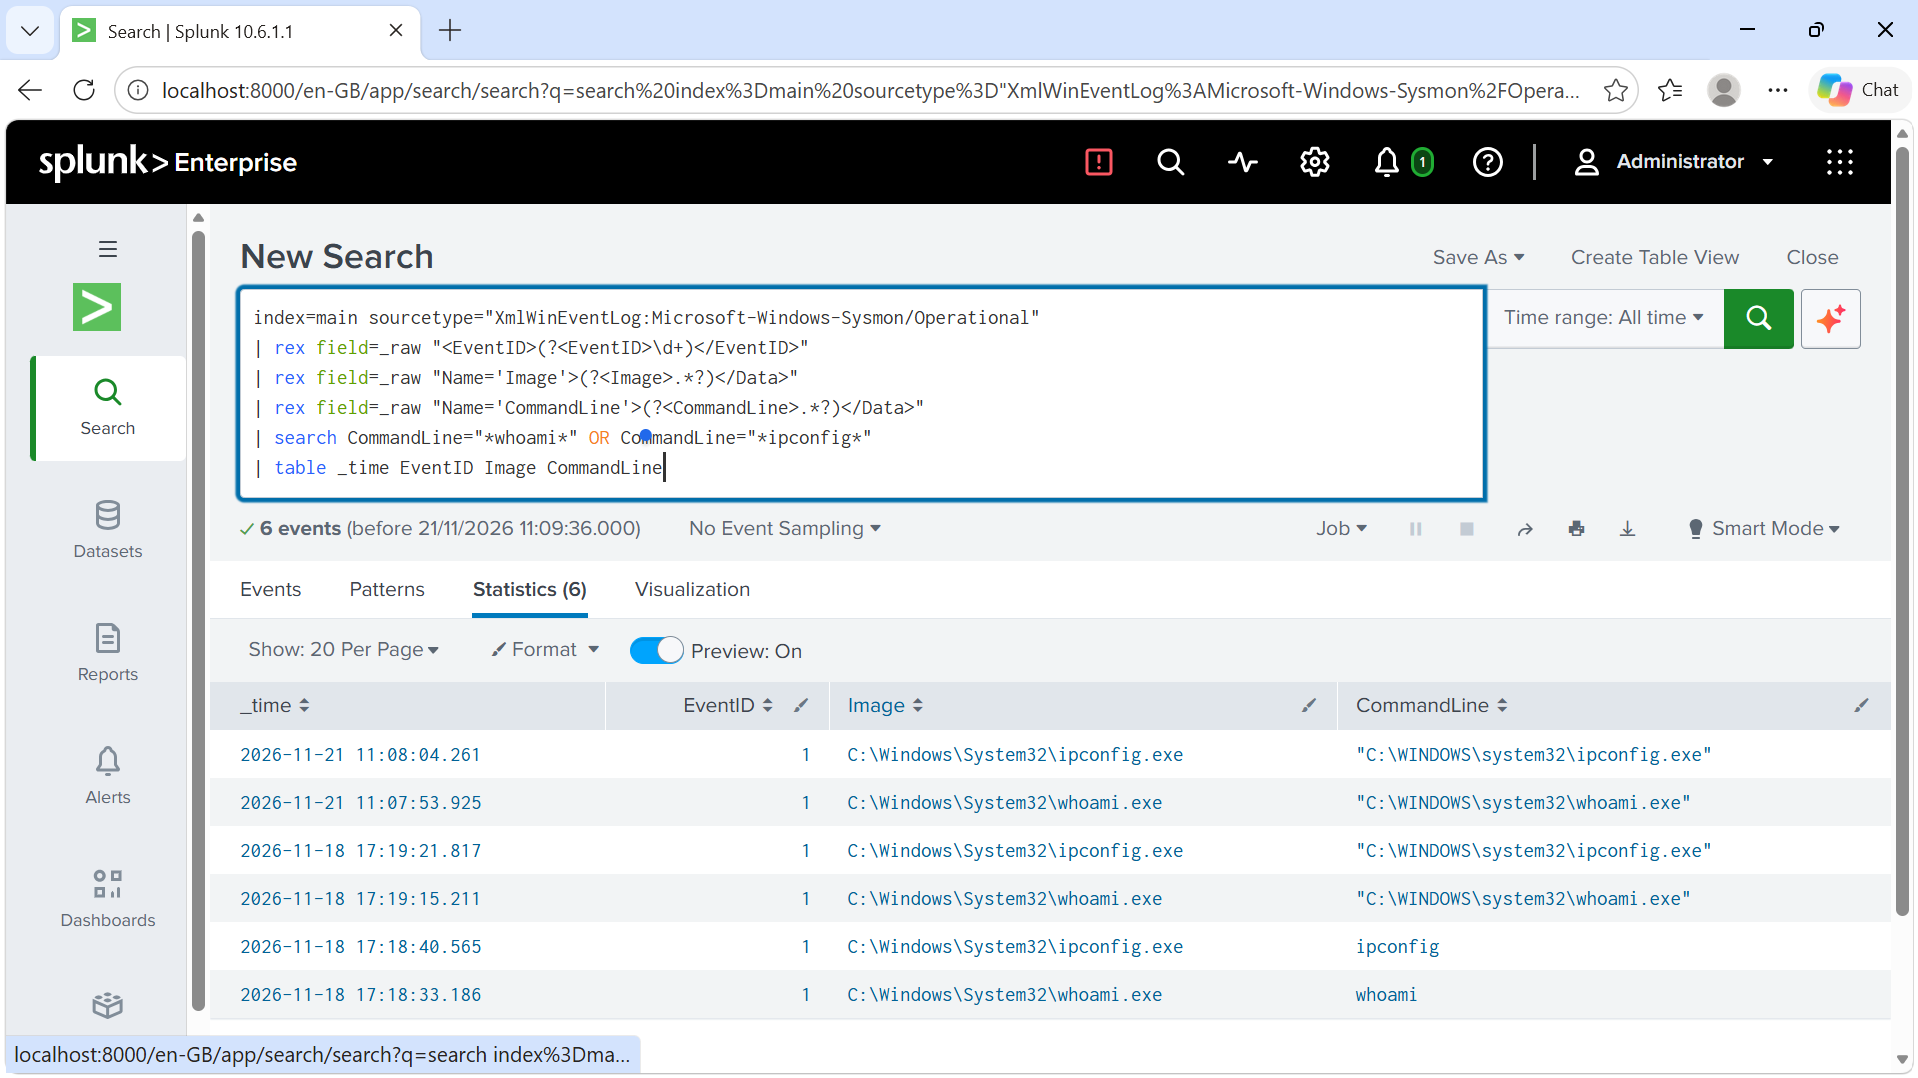 Search | Splunk 10.6.1.1
localhost:8000/en-GB/app/search/search?q=search%20index%3Dmain%20sourcetype%3D"XmlWinEventLog%3AMicrosoft-Windows-Sysmon%2FOpera...
Chat
splunk>Enterprise
1
Administrator
New Search
Save As
Create Table View
Close
index=main sourcetype="XmlWinEventLog:Microsoft-Windows-Sysmon/Operational"
| rex field=_raw "<EventID>(?<EventID>\d+)</EventID>"
| rex field=_raw "Name='Image'>(?<Image>.*?)</Data>"
| rex field=_raw "Name='CommandLine'>(?<CommandLine>.*?)</Data>"
| search CommandLine="*whoami*" OR CommandLine="*ipconfig*"
| table _time EventID Image CommandLine
Time range: All time
Search
Datasets
Reports
Alerts
Dashboards
6 events (before 21/11/2026 11:09:36.000)
No Event Sampling
Job
Smart Mode
Events
Patterns
Statistics (6)
Visualization
Show: 20 Per Page
Format
Preview: On
_time EventID Image CommandLine
2026-11-21 11:08:04.261 1 C:\Windows\System32\ipconfig.exe "C:\WINDOWS\system32\ipconfig.exe"
2026-11-21 11:07:53.925 1 C:\Windows\System32\whoami.exe "C:\WINDOWS\system32\whoami.exe"
2026-11-18 17:19:21.817 1 C:\Windows\System32\ipconfig.exe "C:\WINDOWS\system32\ipconfig.exe"
2026-11-18 17:19:15.211 1 C:\Windows\System32\whoami.exe "C:\WINDOWS\system32\whoami.exe"
2026-11-18 17:18:40.565 1 C:\Windows\System32\ipconfig.exe ipconfig
2026-11-18 17:18:33.186 1 C:\Windows\System32\whoami.exe whoami
localhost:8000/en-GB/app/search/search?q=search index%3Dma...